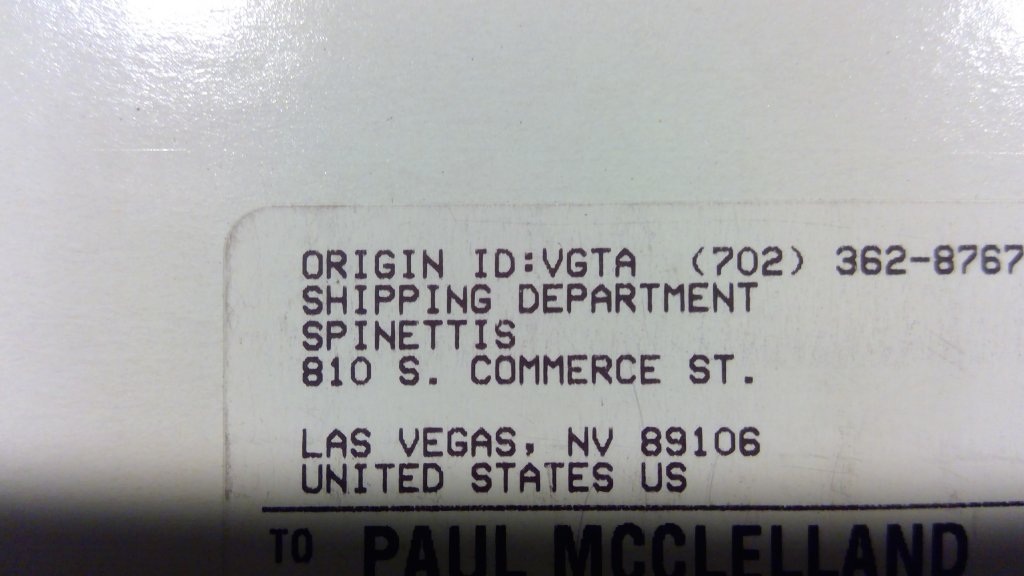 ORIGIN ID:VGTA (702) 362-8767
SHIPPING DEPARTMENT
SPINETTIS
810 S. COMMERCE ST.
LAS VEGAS, NV 89106
UNITED STATES US
TO PAUL MCCLELLAND